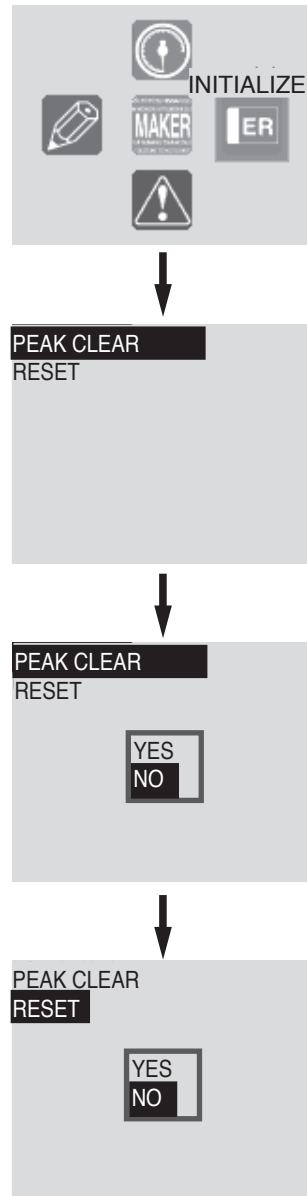 INITIALIZE
MAKER
ER
PEAK CLEAR
RESET
PEAK CLEAR
RESET
YES
NO
PEAK CLEAR
RESET
YES
NO